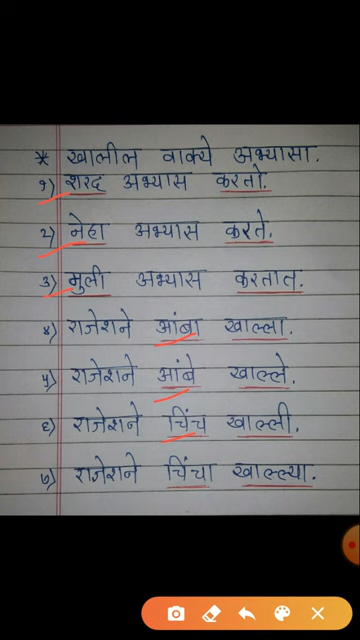 * खालील वाक्ये अभ्यासा.
१) शरद अभ्यास करतो.
२) नेहा अभ्यास करते.
३) मुली अभ्यास करतात.
४) राजेशने आंबा खाल्ला.
५) राजेशने आंबे खाल्ले.
६) राजेशने चिंच खाल्ली.
७) राजेशने चिंचा खाल्ल्या.